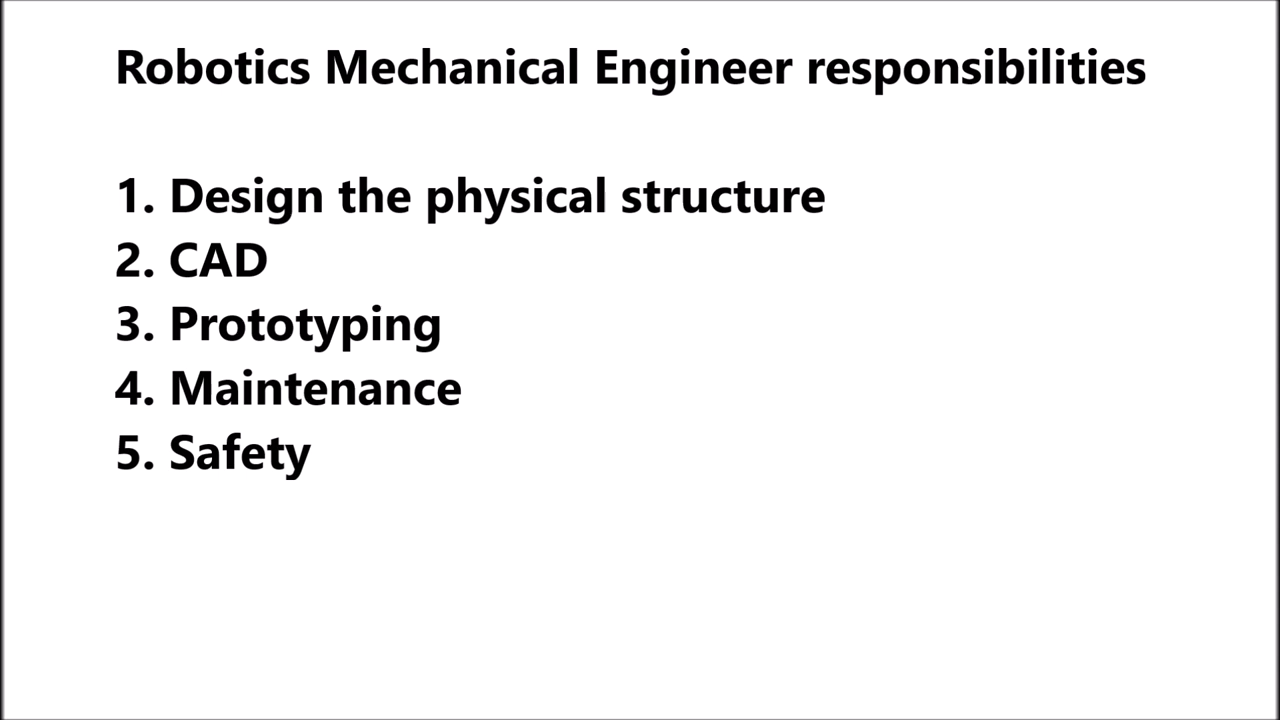 Robotics Mechanical Engineer responsibilities
1. Design the physical structure
2. CAD
3. Prototyping
4. Maintenance
5. Safety